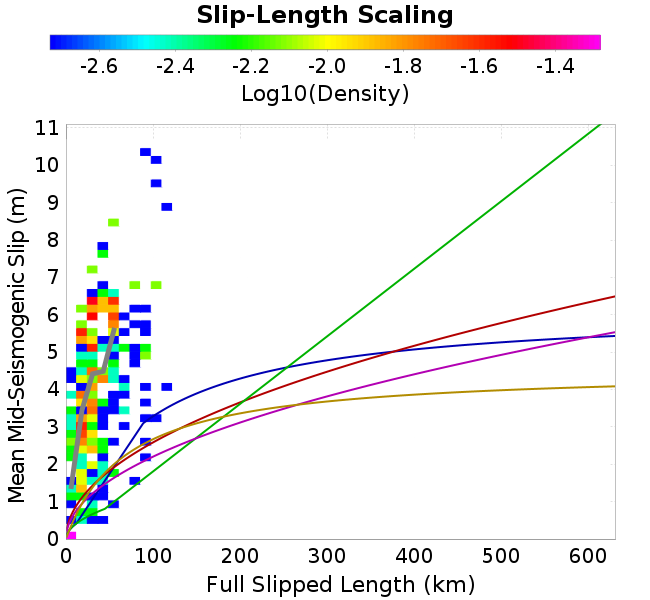 Slip-Length Scaling
-2.6 -2.4 -2.2 -2.0 -1.8 -1.6 -1.4
Log10(Density)
Mean Mid-Seismogenic Slip (m)
11
10
9
8
7
6
5
4
3
2
1
0
0 100 200 300 400 500 600
Full Slipped Length (km)